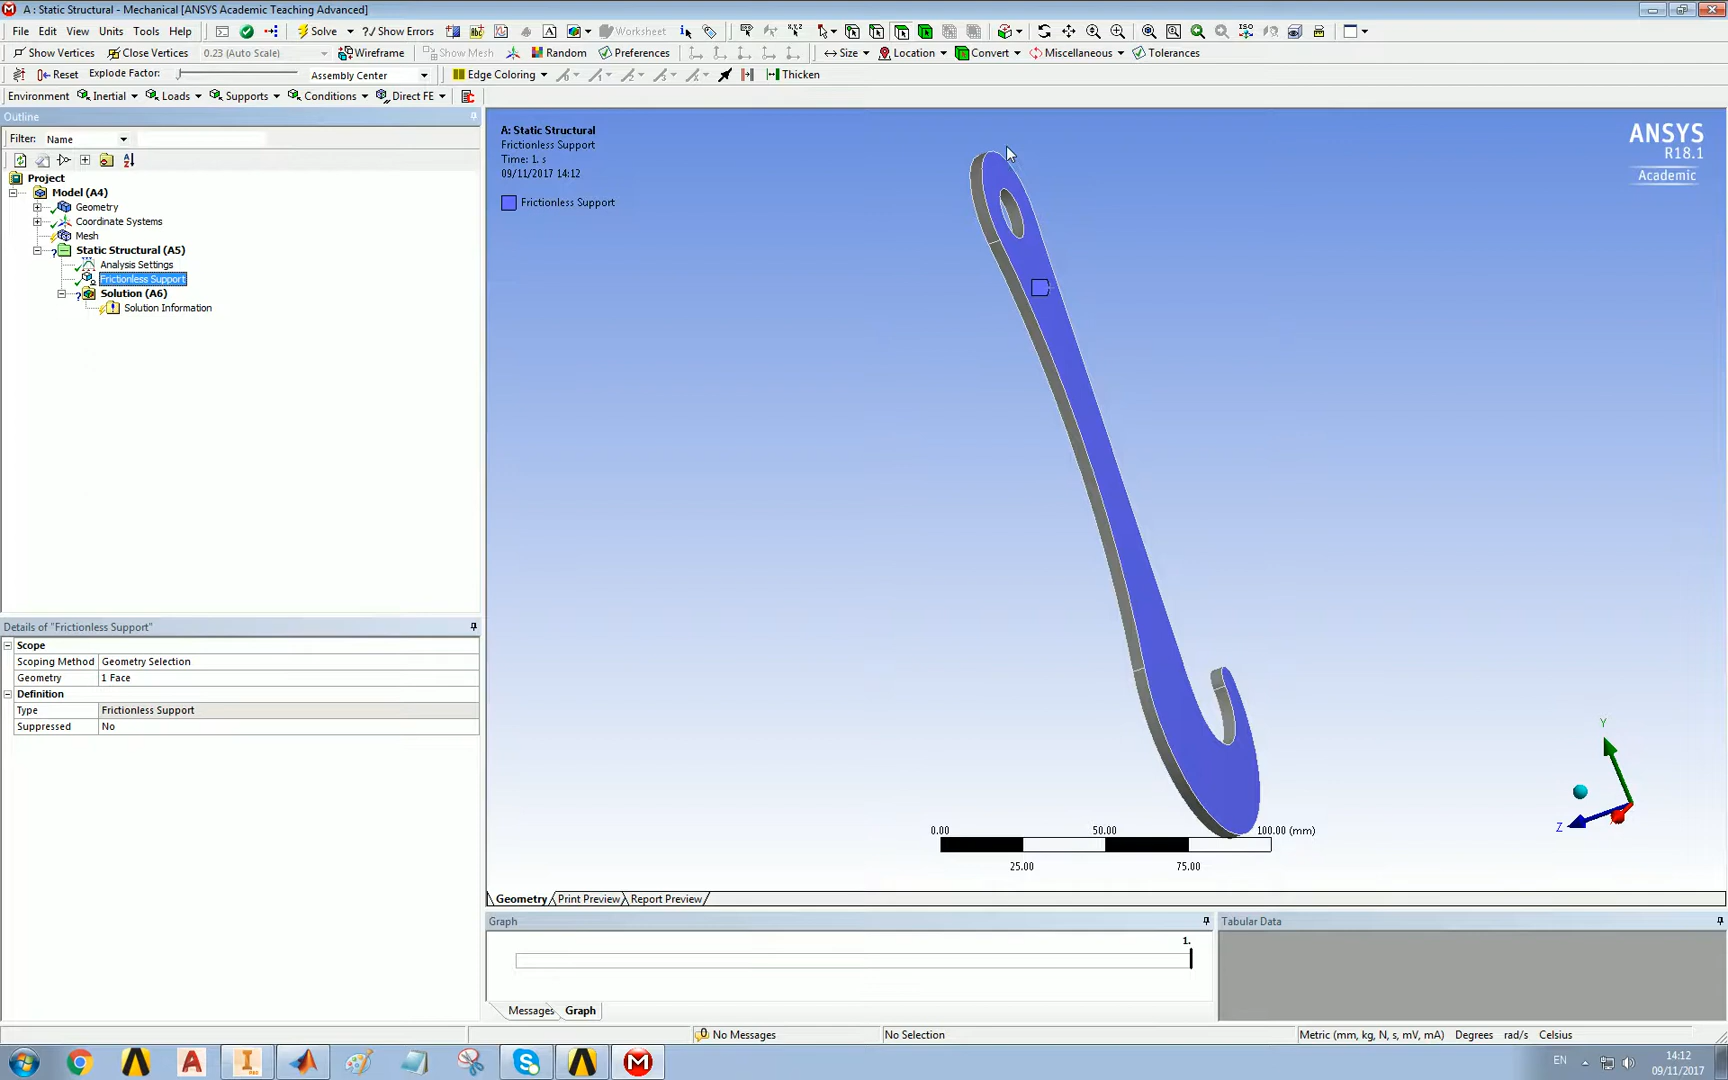 A : Static Structural - Mechanical [ANSYS Academic Teaching Advanced]
File Edit View Units Tools Help Solve ?/ Show Errors Worksheet
Show Vertices Close Vertices 0.23 (Auto Scale) Wireframe Show Mesh Random Preferences Size Location Convert Miscellaneous Tolerances
Reset Explode Factor: Assembly Center Edge Coloring Thicken
Environment Inertial Loads Supports Conditions Direct FE
Outline
Filter: Name
Project
Model (A4)
Geometry
Coordinate Systems
Mesh
Static Structural (A5)
Analysis Settings
Frictionless Support
Solution (A6)
Solution Information
Details of "Frictionless Support"
Scope
Scoping Method Geometry Selection
Geometry 1 Face
Definition
Type Frictionless Support
Suppressed No
A: Static Structural
Frictionless Support
Time: 1. s
09/11/2017 14:12
Frictionless Support
ANSYS
R18.1
Academic
Y
Z
0.00 50.00 100.00 (mm)
25.00 75.00
Geometry Print Preview Report Preview
Graph
1.
Messages Graph
Tabular Data
No Messages No Selection Metric (mm, kg, N, s, mV, mA) Degrees rad/s Celsius
EN 14:12
09/11/2017